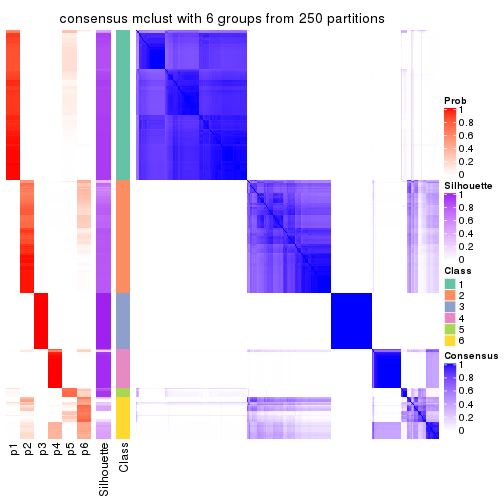 consensus mclust with 6 groups from 250 partitions
Prob
1
0.8
0.6
0.4
0.2
0
Silhouette
1
0.8
0.6
0.4
0.2
0
Class
1
2
3
4
5
6
Consensus
1
0.8
0.6
0.4
0.2
0
p1
p2
p3
p4
p5
p6
Silhouette
Class